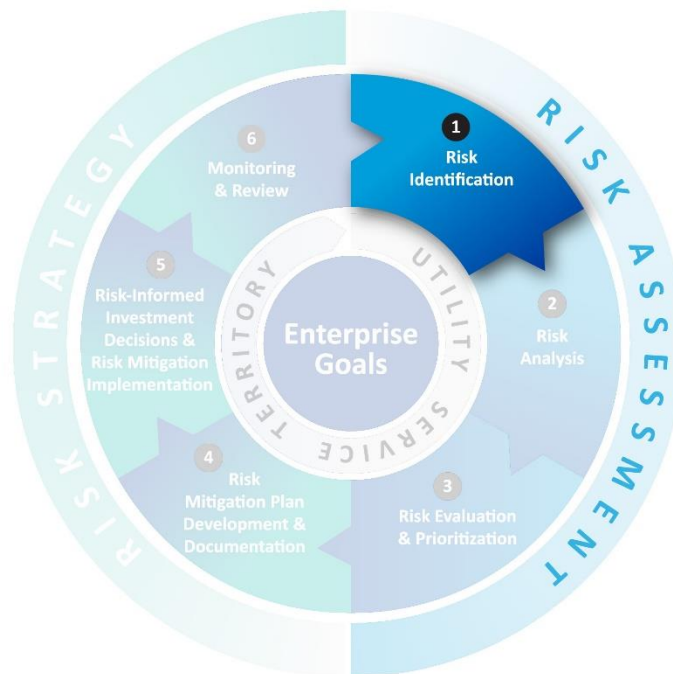 RISK ASSESSMENT
RISK STRATEGY
1
Risk
Identification
2
Risk
Analysis
3
Risk Evaluation
& Prioritization
4
Risk
Mitigation Plan
Development &
Documentation
5
Risk-Informed
Investment
Decisions &
Risk Mitigation
Implementation
6
Monitoring
& Review
UTILITY SERVICE TERRITORY
Enterprise
Goals